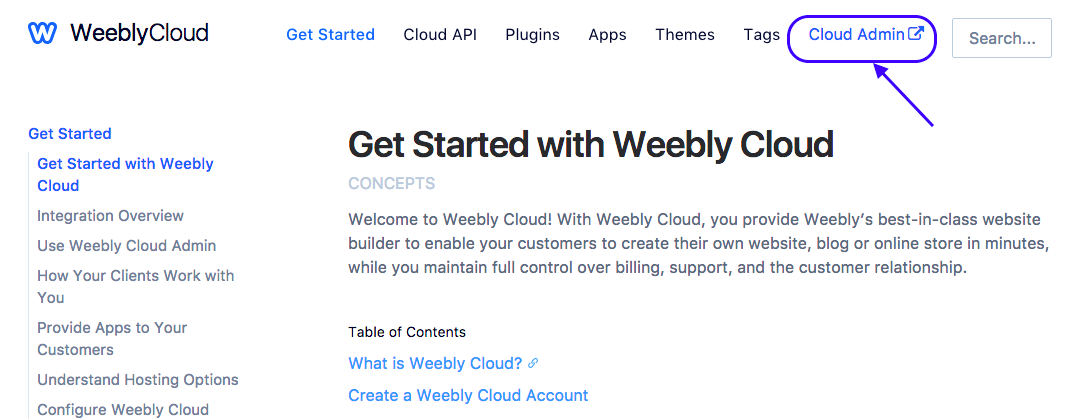 WeeblyCloud
Get Started Cloud API Plugins Apps Themes Tags Cloud Admin Search...
Get Started
Get Started with Weebly
Cloud
Integration Overview
Use Weebly Cloud Admin
How Your Clients Work with
You
Provide Apps to Your
Customers
Understand Hosting Options
Configure Weebly Cloud
Get Started with Weebly Cloud
CONCEPTS
Welcome to Weebly Cloud! With Weebly Cloud, you provide Weebly’s best-in-class website
builder to enable your customers to create their own website, blog or online store in minutes,
while you maintain full control over billing, support, and the customer relationship.
Table of Contents
What is Weebly Cloud?
Create a Weebly Cloud Account